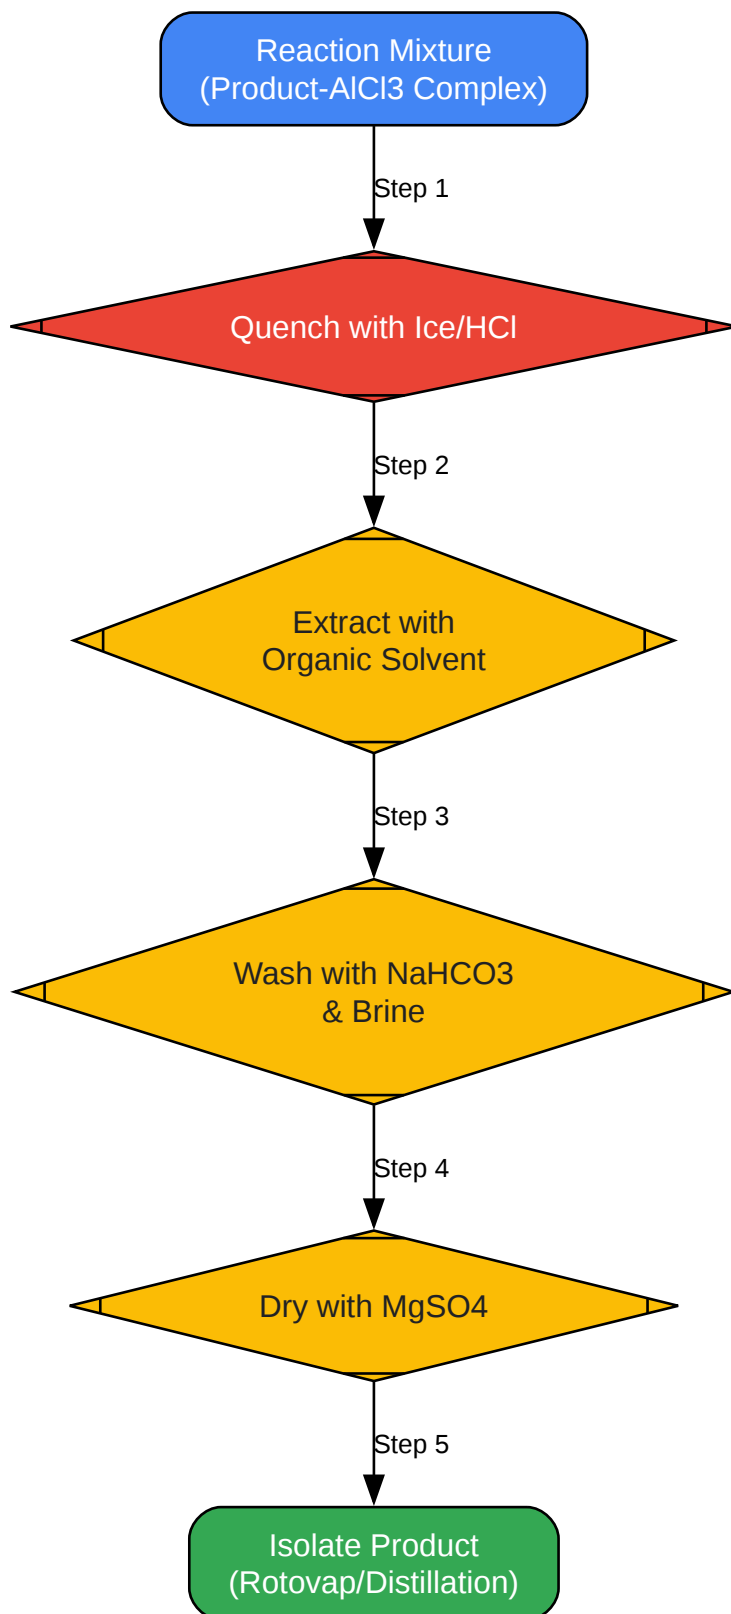 Reaction Mixture
(Product-AlCl3 Complex)
Step 1
Quench with Ice/HCl
Step 2
Extract with
Organic Solvent
Step 3
Wash with NaHCO3
& Brine
Step 4
Dry with MgSO4
Step 5
Isolate Product
(Rotovap/Distillation)